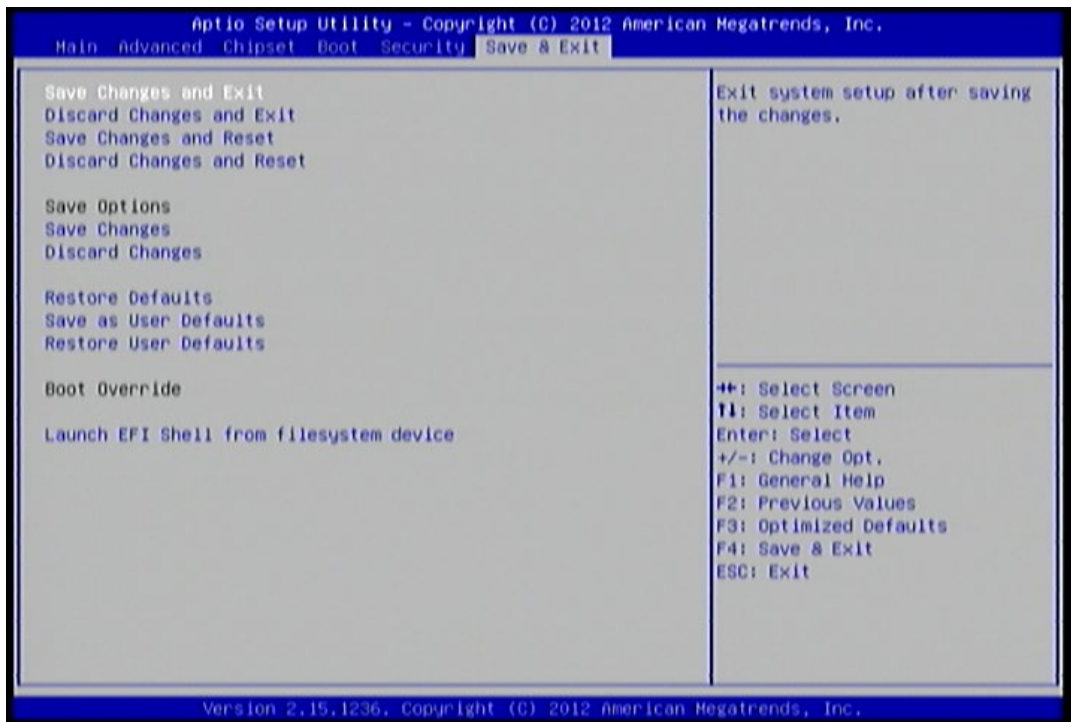 Aptio Setup Utility - Copyright (C) 2012 American Megatrends, Inc.
Main Advanced Chipset Boot Security Save & Exit
Save Changes and Exit
Discard Changes and Exit
Save Changes and Reset
Discard Changes and Reset
Save Options
Save Changes
Discard Changes
Restore Defaults
Save as User Defaults
Restore User Defaults
Boot Override
Launch EFI Shell from filesystem device
Exit system setup after saving
the changes.
→←: Select Screen
↑↓: Select Item
Enter: Select
+/-: Change Opt.
F1: General Help
F2: Previous Values
F3: Optimized Defaults
F4: Save & Exit
ESC: Exit
Version 2.15.1236. Copyright (C) 2012 American Megatrends, Inc.